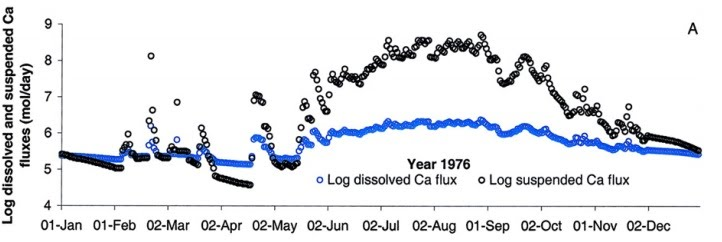 Log dissolved and suspended Ca
fluxes (mol/day)
9
8
7
6
5
4
A
Year 1976
Log dissolved Ca flux
Log suspended Ca flux
01-Jan 01-Feb 02-Mar 02-Apr 02-May 02-Jun 02-Jul 02-Aug 01-Sep 02-Oct 01-Nov 02-Dec